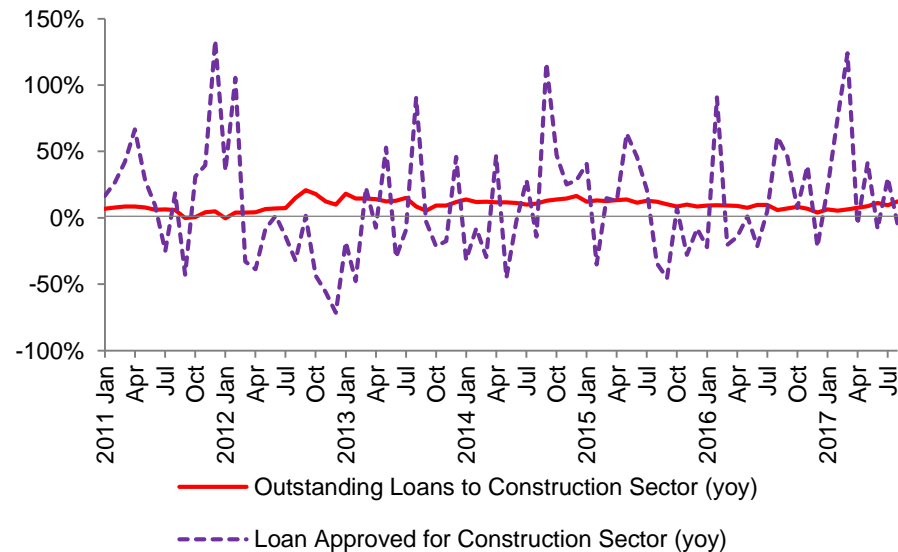 150%
100%
50%
0%
-50%
-100%
2011 Jan
Apr
Jul
Oct
2012 Jan
Apr
Jul
Oct
2013 Jan
Apr
Jul
Oct
2014 Jan
Apr
Jul
Oct
2015 Jan
Apr
Jul
Oct
2016 Jan
Apr
Jul
Oct
2017 Jan
Apr
Jul
Outstanding Loans to Construction Sector (yoy)
Loan Approved for Construction Sector (yoy)